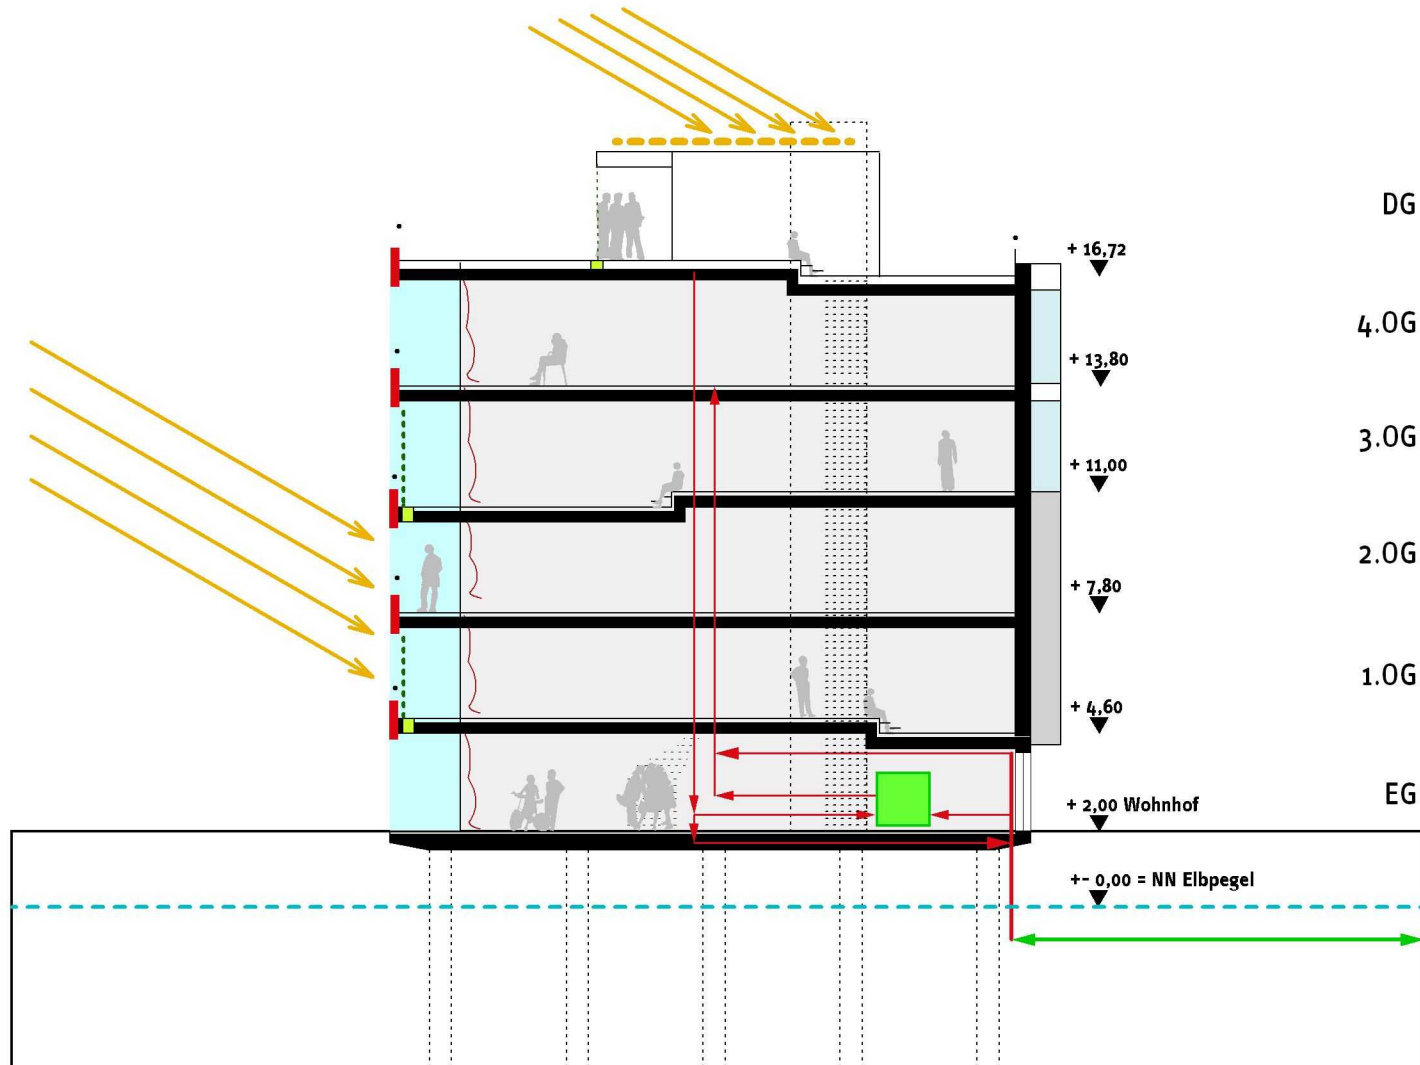 DG
+ 16,72
4.OG
+ 13,80
3.OG
+ 11,00
2.OG
+ 7,80
1.OG
+ 4,60
EG
+ 2,00 Wohnhof
+- 0,00 = NN Elbpegel